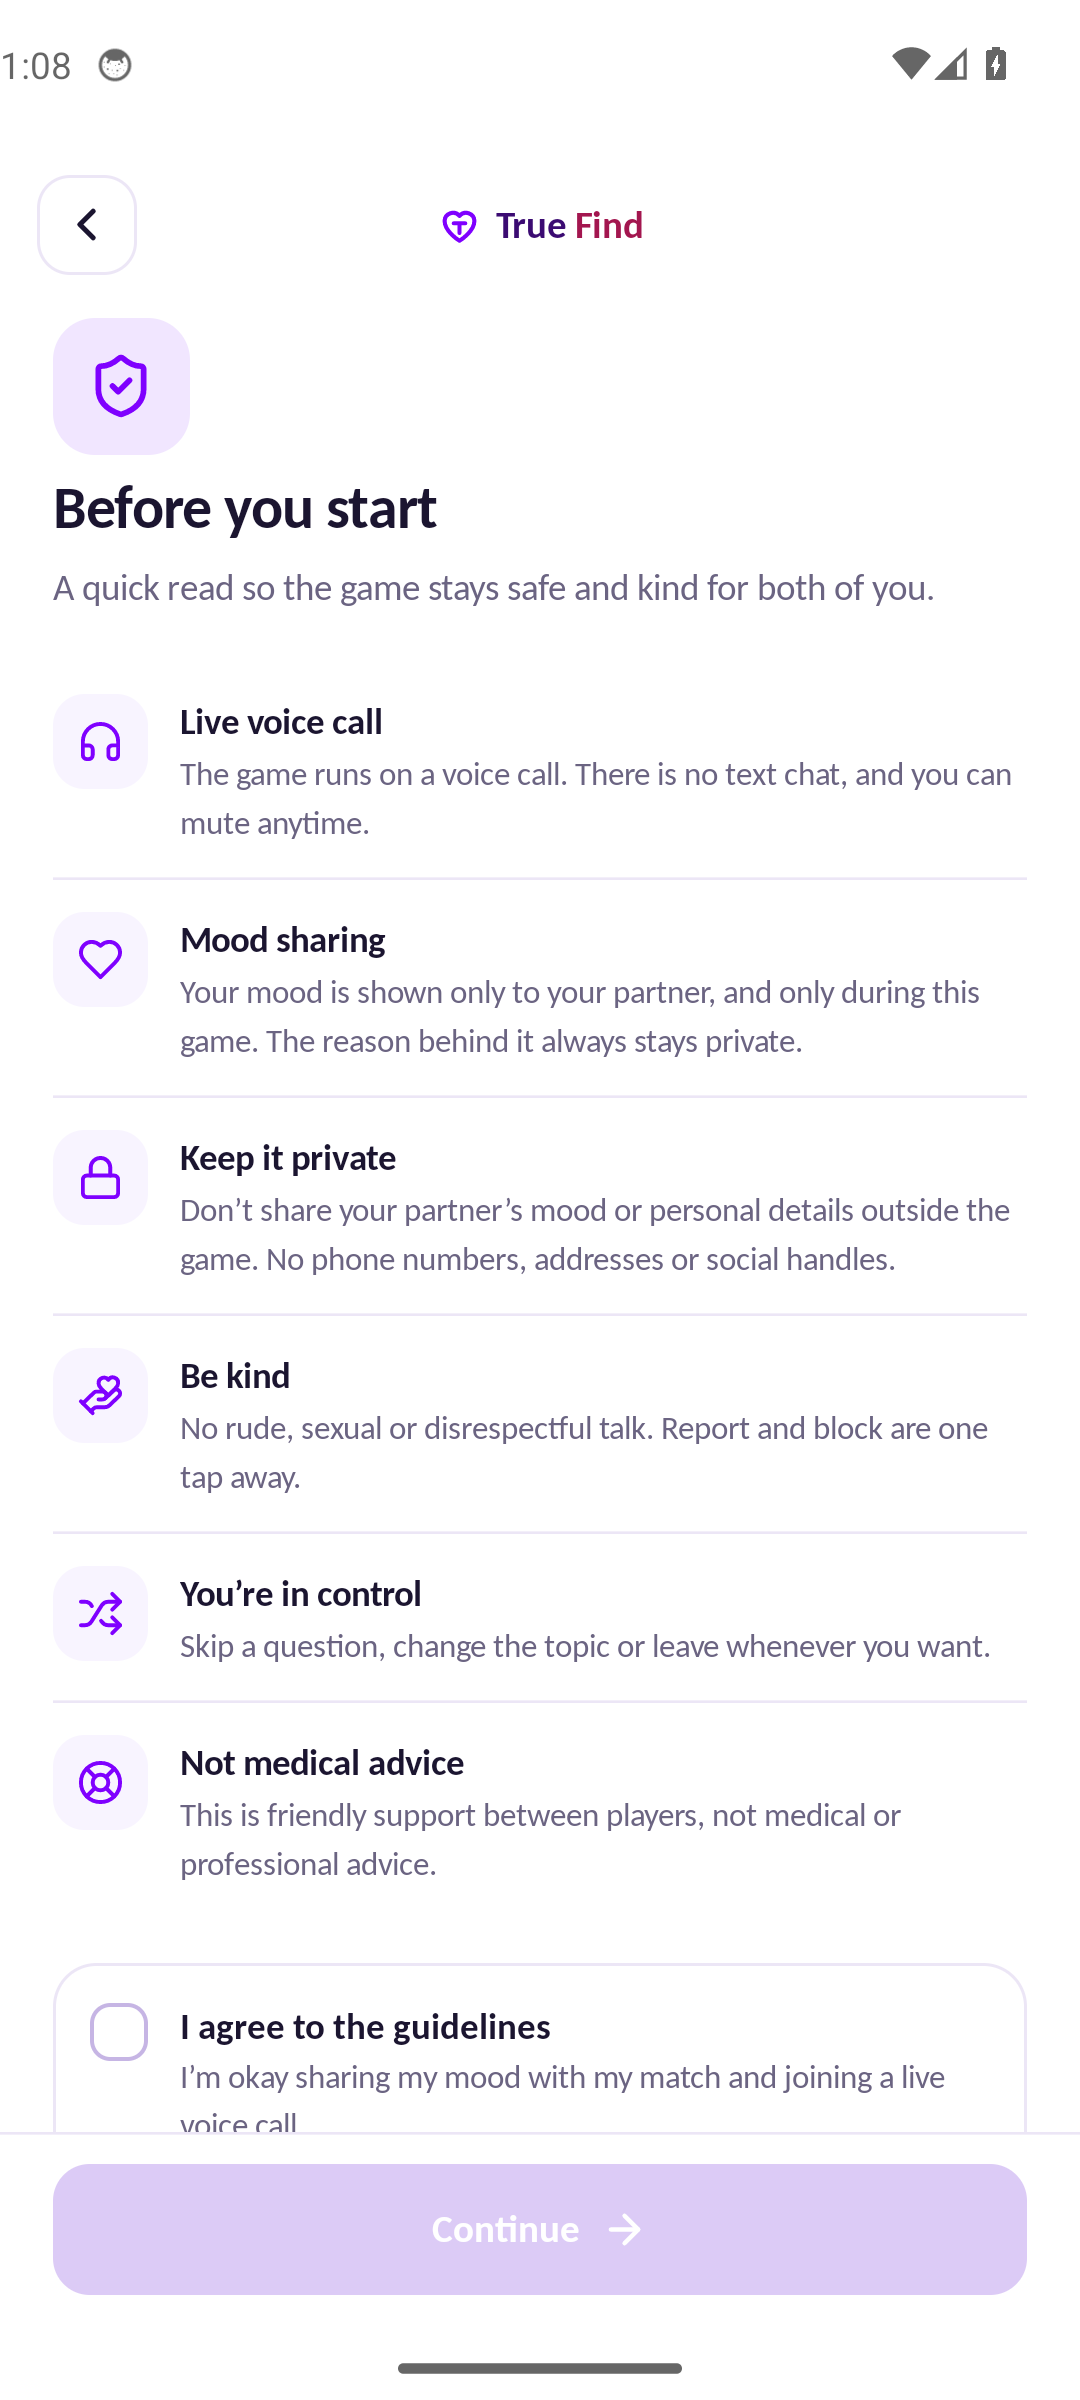 1:08
True Find
Before you start
A quick read so the game stays safe and kind for both of you.
Live voice call
The game runs on a voice call. There is no text chat, and you can
mute anytime.
Mood sharing
Your mood is shown only to your partner, and only during this
game. The reason behind it always stays private.
Keep it private
Don’t share your partner’s mood or personal details outside the
game. No phone numbers, addresses or social handles.
Be kind
No rude, sexual or disrespectful talk. Report and block are one
tap away.
You’re in control
Skip a question, change the topic or leave whenever you want.
Not medical advice
This is friendly support between players, not medical or
professional advice.
I agree to the guidelines
I’m okay sharing my mood with my match and joining a live
voice call
Continue